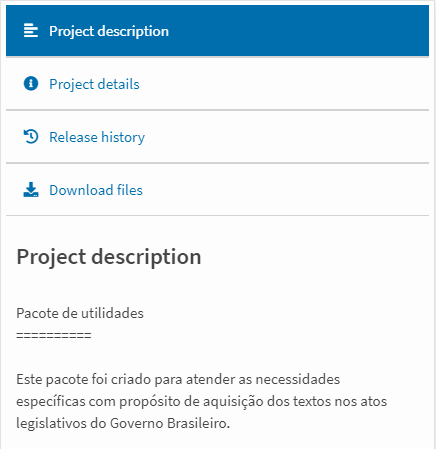 Project description
Project details
Release history
Download files
Project description
Pacote de utilidades
==========
Este pacote foi criado para atender as necessidades
específicas com propósito de aquisição dos textos nos atos
legislativos do Governo Brasileiro.